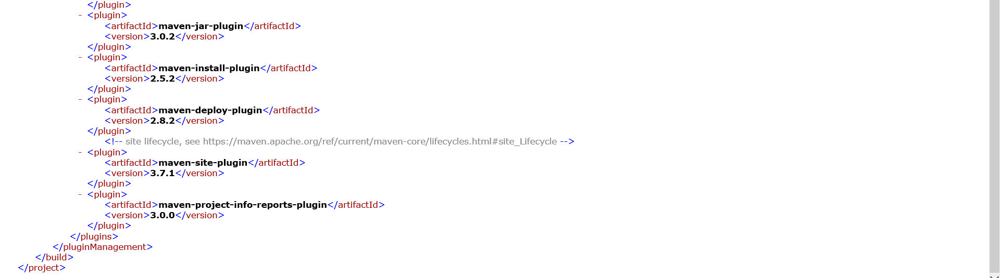 </plugin>
- <plugin>
<artifactId>maven-jar-plugin</artifactId>
<version>3.0.2</version>
</plugin>
- <plugin>
<artifactId>maven-install-plugin</artifactId>
<version>2.5.2</version>
</plugin>
- <plugin>
<artifactId>maven-deploy-plugin</artifactId>
<version>2.8.2</version>
</plugin>
<!-- site lifecycle, see https://maven.apache.org/ref/current/maven-core/lifecycles.html#site_Lifecycle -->
- <plugin>
<artifactId>maven-site-plugin</artifactId>
<version>3.7.1</version>
</plugin>
- <plugin>
<artifactId>maven-project-info-reports-plugin</artifactId>
<version>3.0.0</version>
</plugin>
</plugins>
</pluginManagement>
</build>
</project>